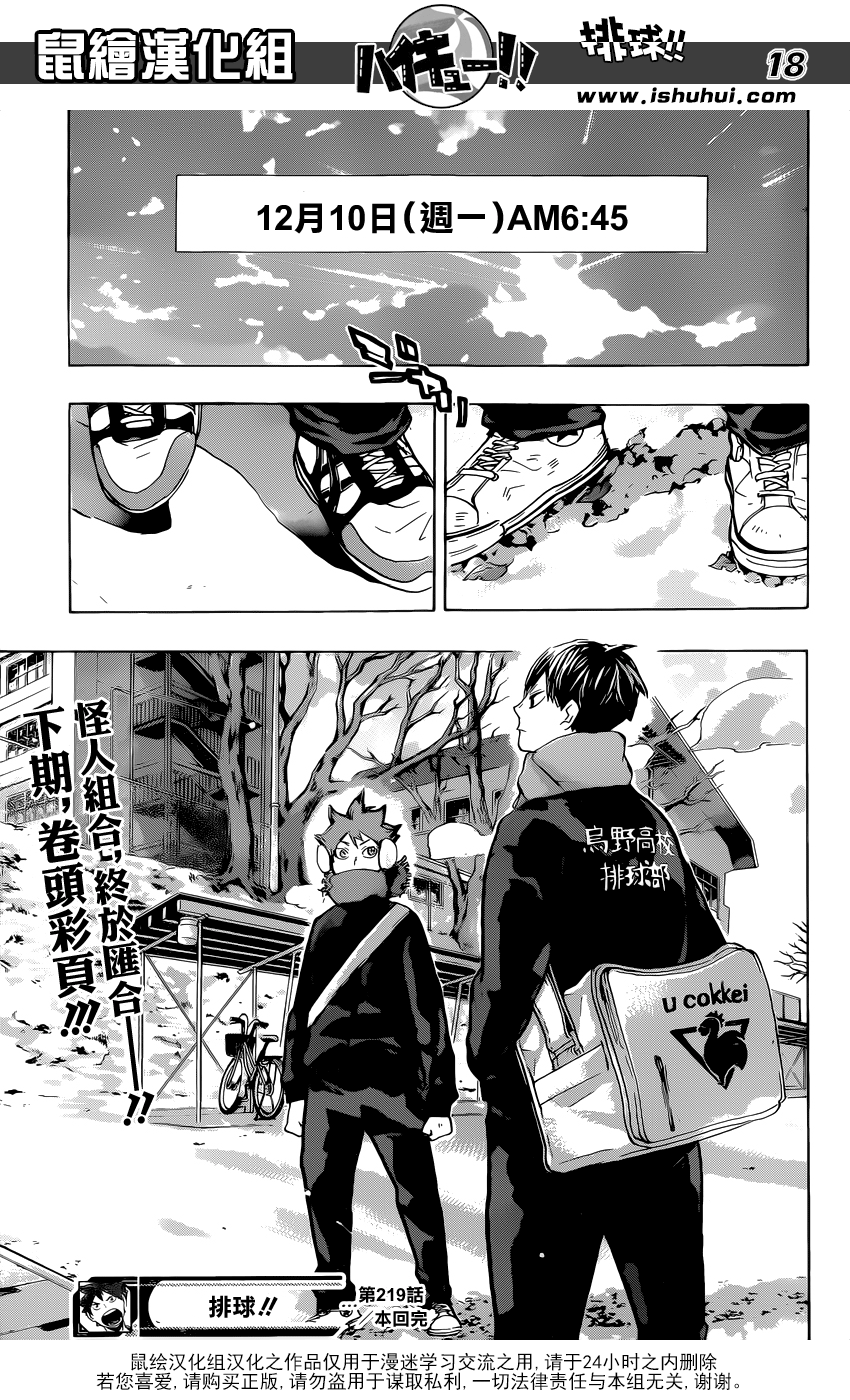 鼠繪漢化組
ハイキュー!!
排球!!
18
www.ishuhui.com
12月10日(週一)AM6:45
ザッ
怪人組合,終於匯合——!!
下期,卷頭彩頁!!!
烏野高校
排球部
u cokkei
排球!!
第219話
本回完
鼠绘汉化组汉化之作品仅用于漫迷学习交流之用, 请于24小时之内删除
若您喜爱, 请购买正版, 请勿盗用于谋取私利, 一切法律责任与本组无关, 谢谢。